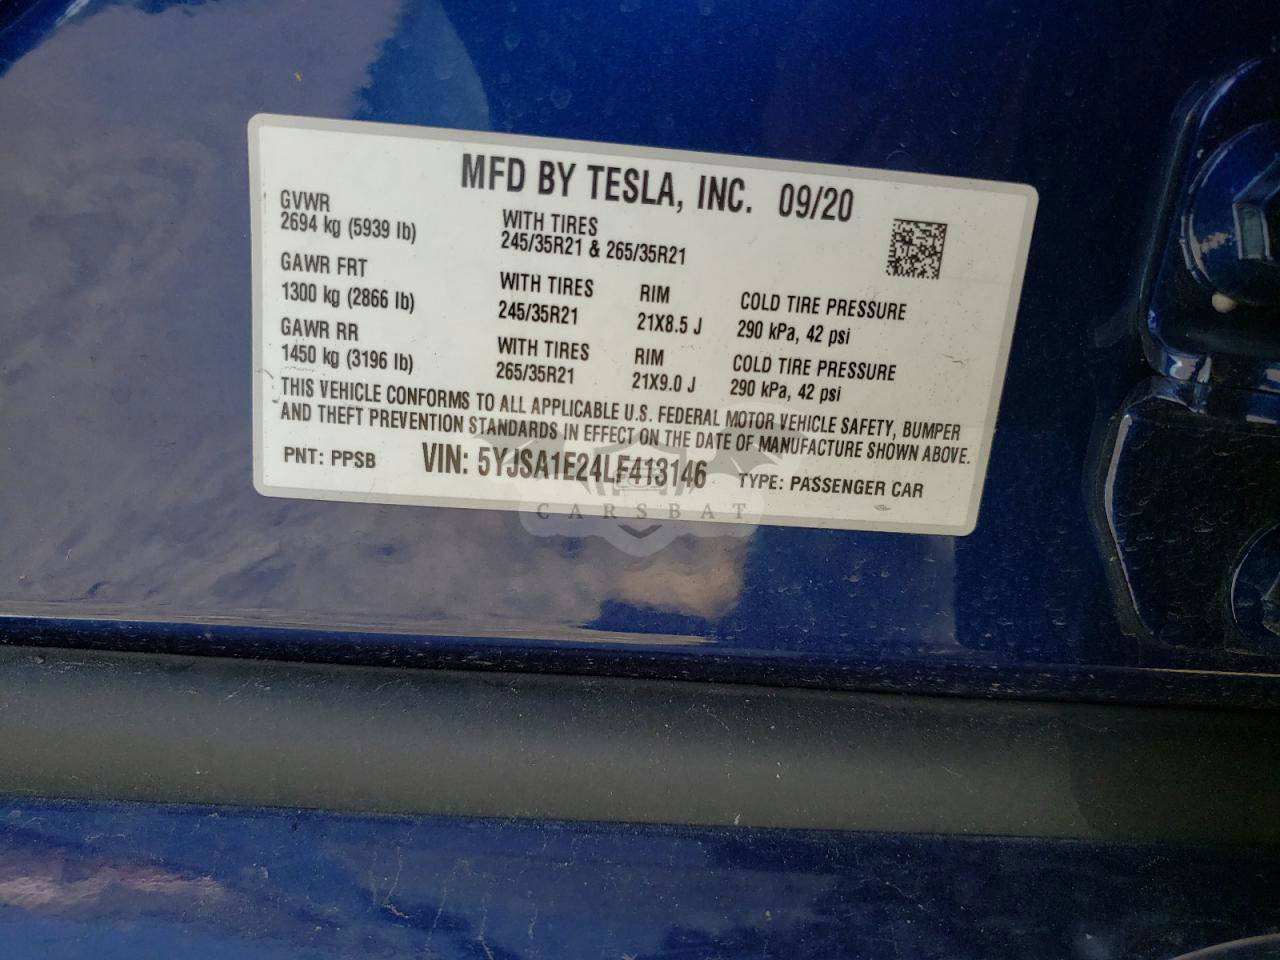 MFD BY TESLA, INC. 09/20
GVWR
2694 kg (5939 lb)
WITH TIRES
245/35R21 & 265/35R21
GAWR FRT
1300 kg (2866 lb)
WITH TIRES
245/35R21
RIM
21X8.5 J
COLD TIRE PRESSURE
290 kPa, 42 psi
GAWR RR
1450 kg (3196 lb)
WITH TIRES
265/35R21
RIM
21X9.0 J
COLD TIRE PRESSURE
290 kPa, 42 psi
THIS VEHICLE CONFORMS TO ALL APPLICABLE U.S. FEDERAL MOTOR VEHICLE SAFETY, BUMPER
AND THEFT PREVENTION STANDARDS IN EFFECT ON THE DATE OF MANUFACTURE SHOWN ABOVE.
PNT: PPSB VIN: 5YJSA1E24LF413146 TYPE: PASSENGER CAR
CARSBAT